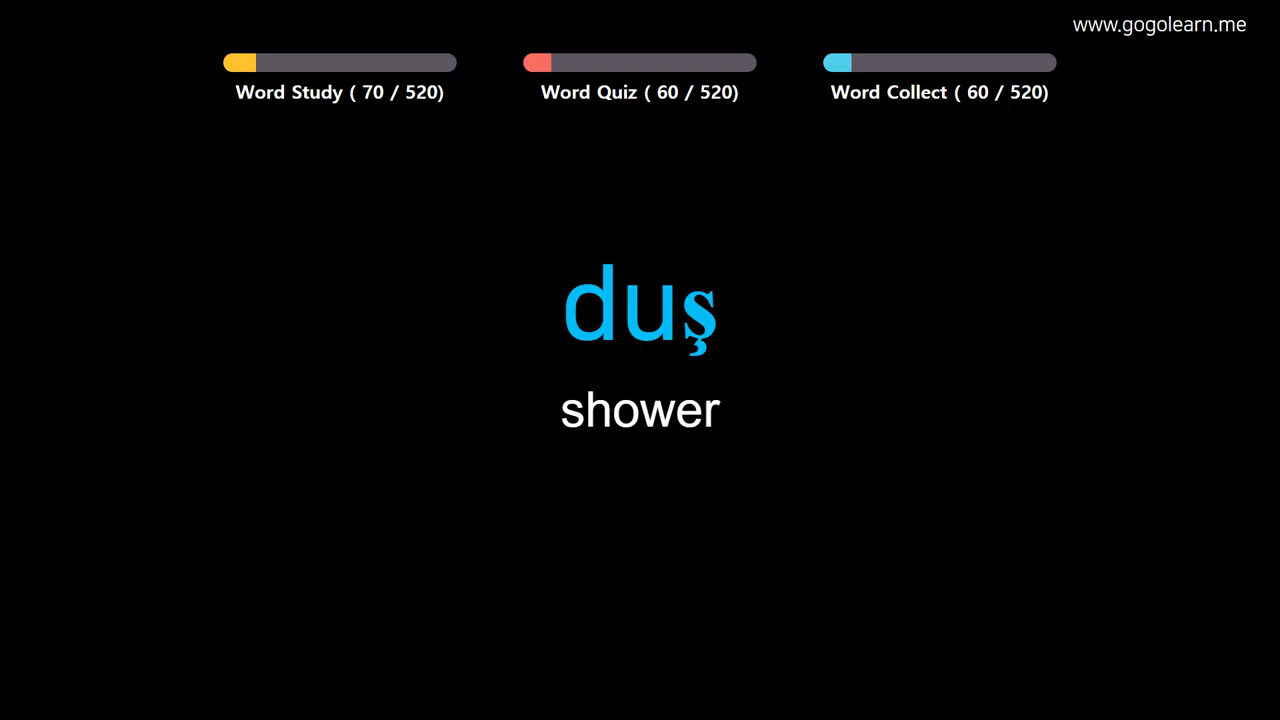 www.gogolearn.me
Word Study ( 70 / 520)
Word Quiz ( 60 / 520)
Word Collect ( 60 / 520)
duş
shower